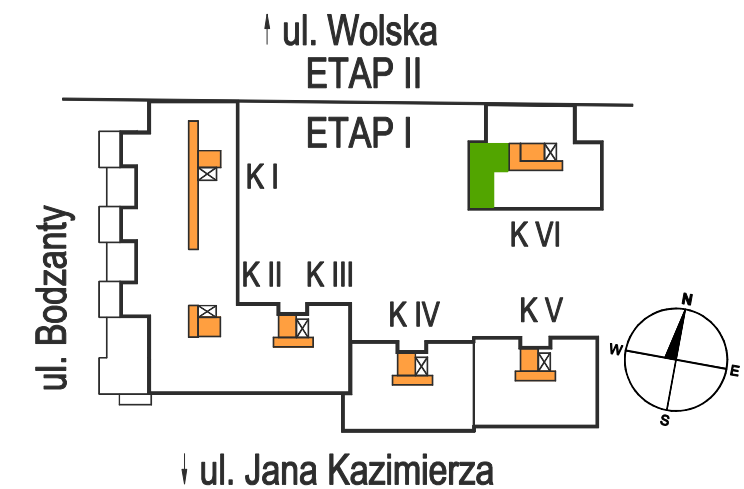 ul. Wolska
ETAP II
ETAP I
K I
K VI
K II
K III
K IV
K V
ul. Bodzanty
N
W
E
S
ul. Jana Kazimierza